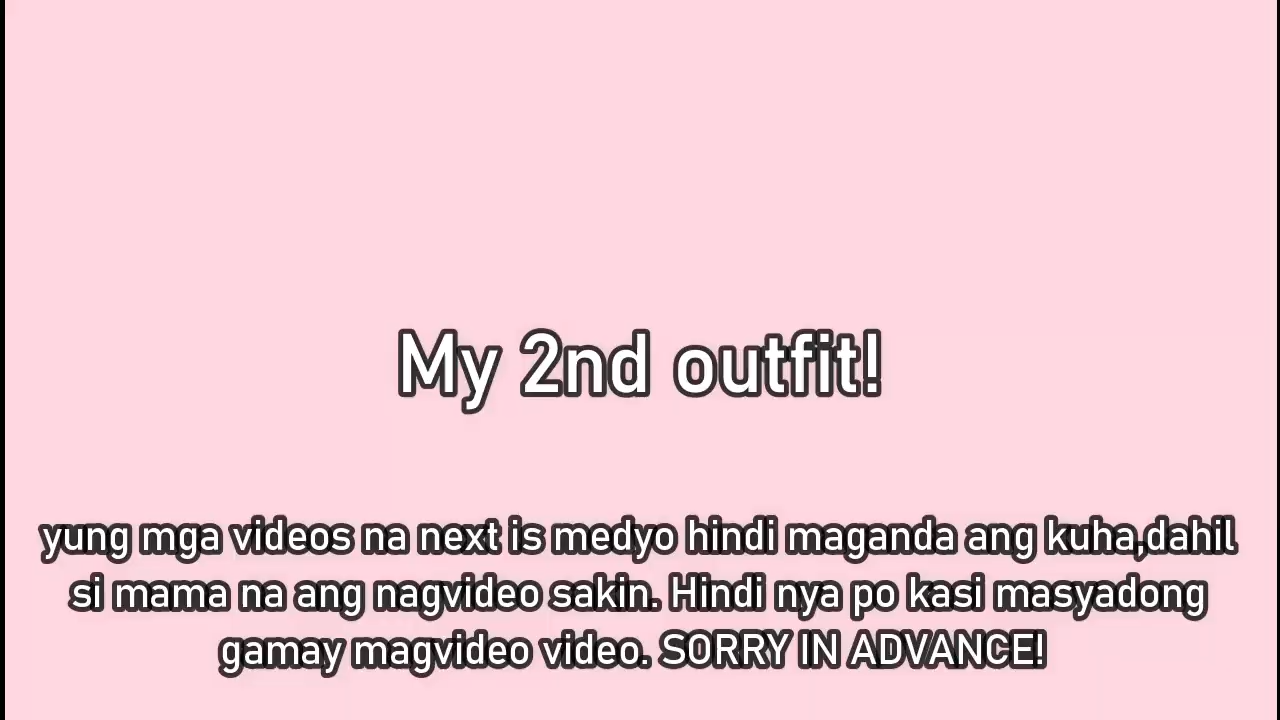 My 2nd outfit!
yung mga videos na next is medyo hindi maganda ang kuha,dahil
si mama na ang nagvideo sakin. Hindi nya po kasi masyadong
gamay magvideo video. SORRY IN ADVANCE!